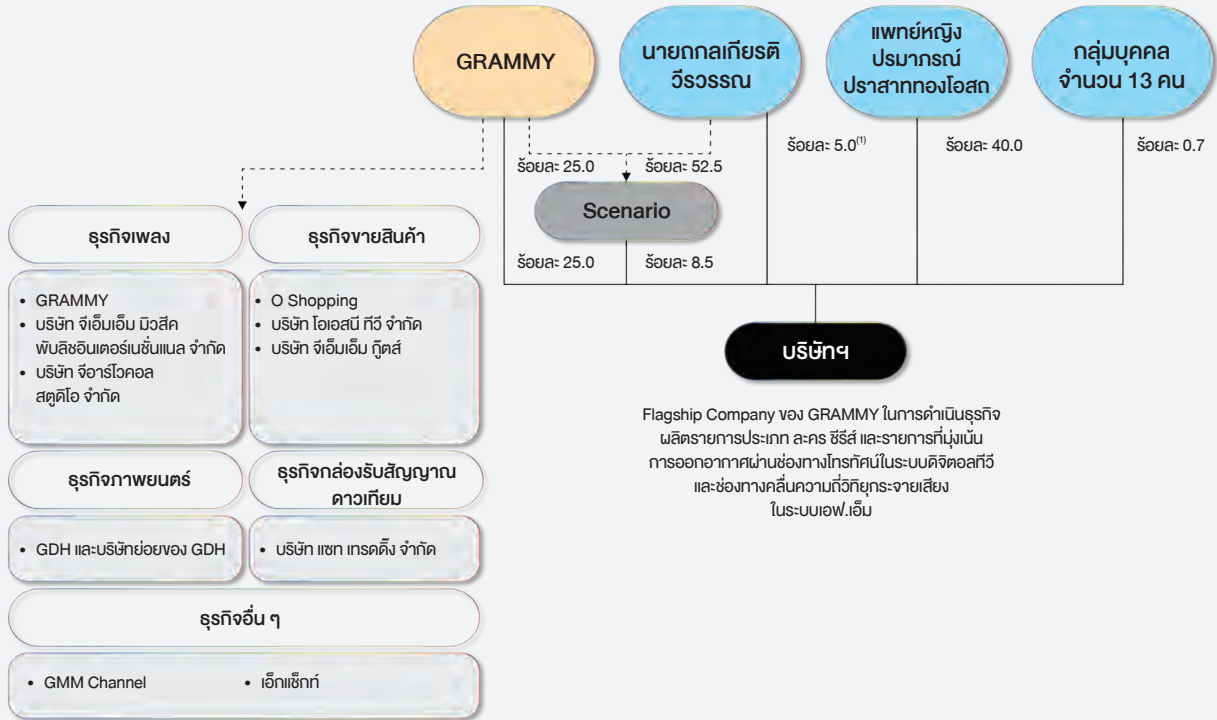 GRAMMY
นายถกลเกียรติ
วีรวรรณ
แพทย์หญิง
ปรมาภรณ์
ปราสาททองโอสถ
กลุ่มบุคคล
จำนวน 13 คน
ร้อยละ 25.0
ร้อยละ 52.5
ร้อยละ 5.0(1)
ร้อยละ 40.0
ร้อยละ 0.7
Scenario
ร้อยละ 25.0
ร้อยละ 8.5
บริษัทฯ
Flagship Company ของ GRAMMY ในการดำเนินธุรกิจ
ผลิตรายการประเภท ละคร ซีรีส์ และรายการที่มุ่งเน้น
การออกอากาศผ่านช่องทางโทรทัศน์ในระบบดิจิตอลทีวี
และช่องทางคลื่นความถี่วิทยุกระจายเสียง
ในระบบเอฟ.เอ็ม
ธุรกิจเพลง
• GRAMMY
• บริษัท จีเอ็มเอ็ม มิวสิค
พับลิชอินเตอร์เนชั่นแนล จำกัด
• บริษัท จีอาร์โวคอล
สตูดิโอ จำกัด
ธุรกิจขายสินค้า
• O Shopping
• บริษัท โอเอสนี ทีวี จำกัด
• บริษัท จีเอ็มเอ็ม กู๊ตส์
ธุรกิจภาพยนตร์
• GDH และบริษัทย่อยของ GDH
ธุรกิจกล่องรับสัญญาณ
ดาวเทียม
• บริษัท แซท เทรดดิ้ง จำกัด
ธุรกิจอื่น ๆ
• GMM Channel
• เอ็กแซ็กท์